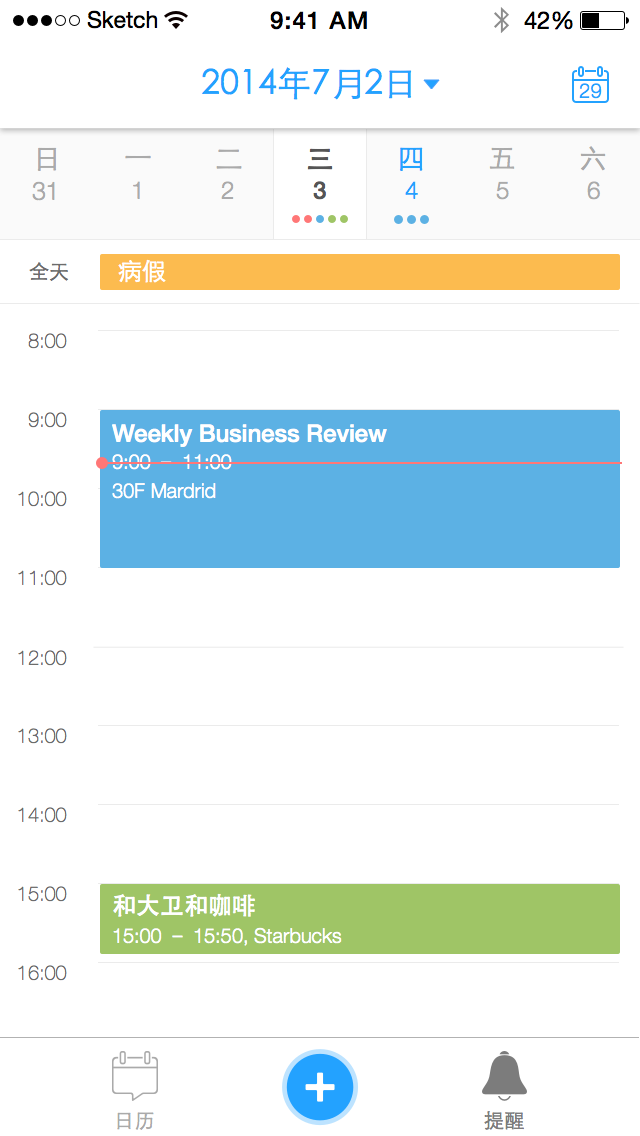 Sketch 9:41 AM 42%
2014年7月2日
29
日 一 二 三 四 五 六
31 1 2 3 4 5 6
全天 病假
8:00
9:00
Weekly Business Review
9:00 – 11:00
30F Mardrid
10:00
11:00
12:00
13:00
14:00
15:00
和大卫和咖啡
15:00 – 15:50, Starbucks
16:00
日历 提醒